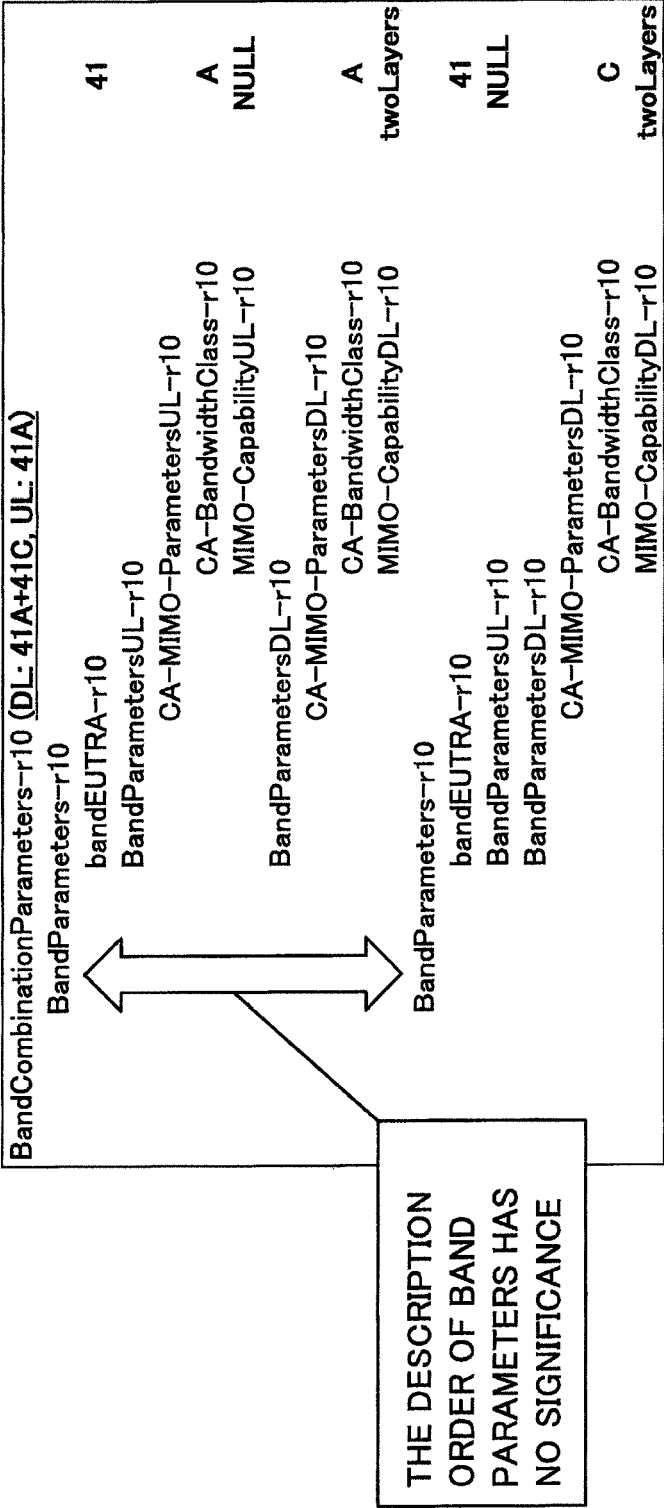 BandCombinationParameters-r10 (DL: 41A+41C, UL: 41A)
BandParameters-r10
bandEUTRA-r10 41
BandParametersUL-r10
CA-MIMO-ParametersUL-r10
CA-BandwidthClass-r10 A
MIMO-CapabilityUL-r10 NULL
BandParametersDL-r10
CA-MIMO-ParametersDL-r10
CA-BandwidthClass-r10 A
MIMO-CapabilityDL-r10 twoLayers
BandParameters-r10
bandEUTRA-r10 41
BandParametersUL-r10 NULL
BandParametersDL-r10
CA-MIMO-ParametersDL-r10
CA-BandwidthClass-r10 C
MIMO-CapabilityDL-r10 twoLayers
THE DESCRIPTION
ORDER OF BAND
PARAMETERS HAS
NO SIGNIFICANCE